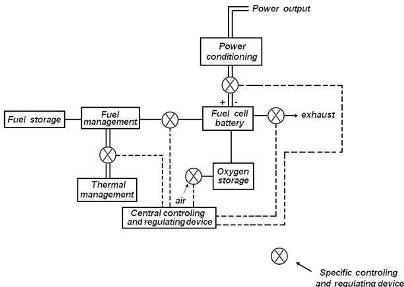 Power output
Power
conditioning
+ -
Fuel storage
Fuel
management
Fuel cell
battery
exhaust
Thermal
management
air
Oxygen
storage
Central controling
and regulating device
Specific controling
and regulating device